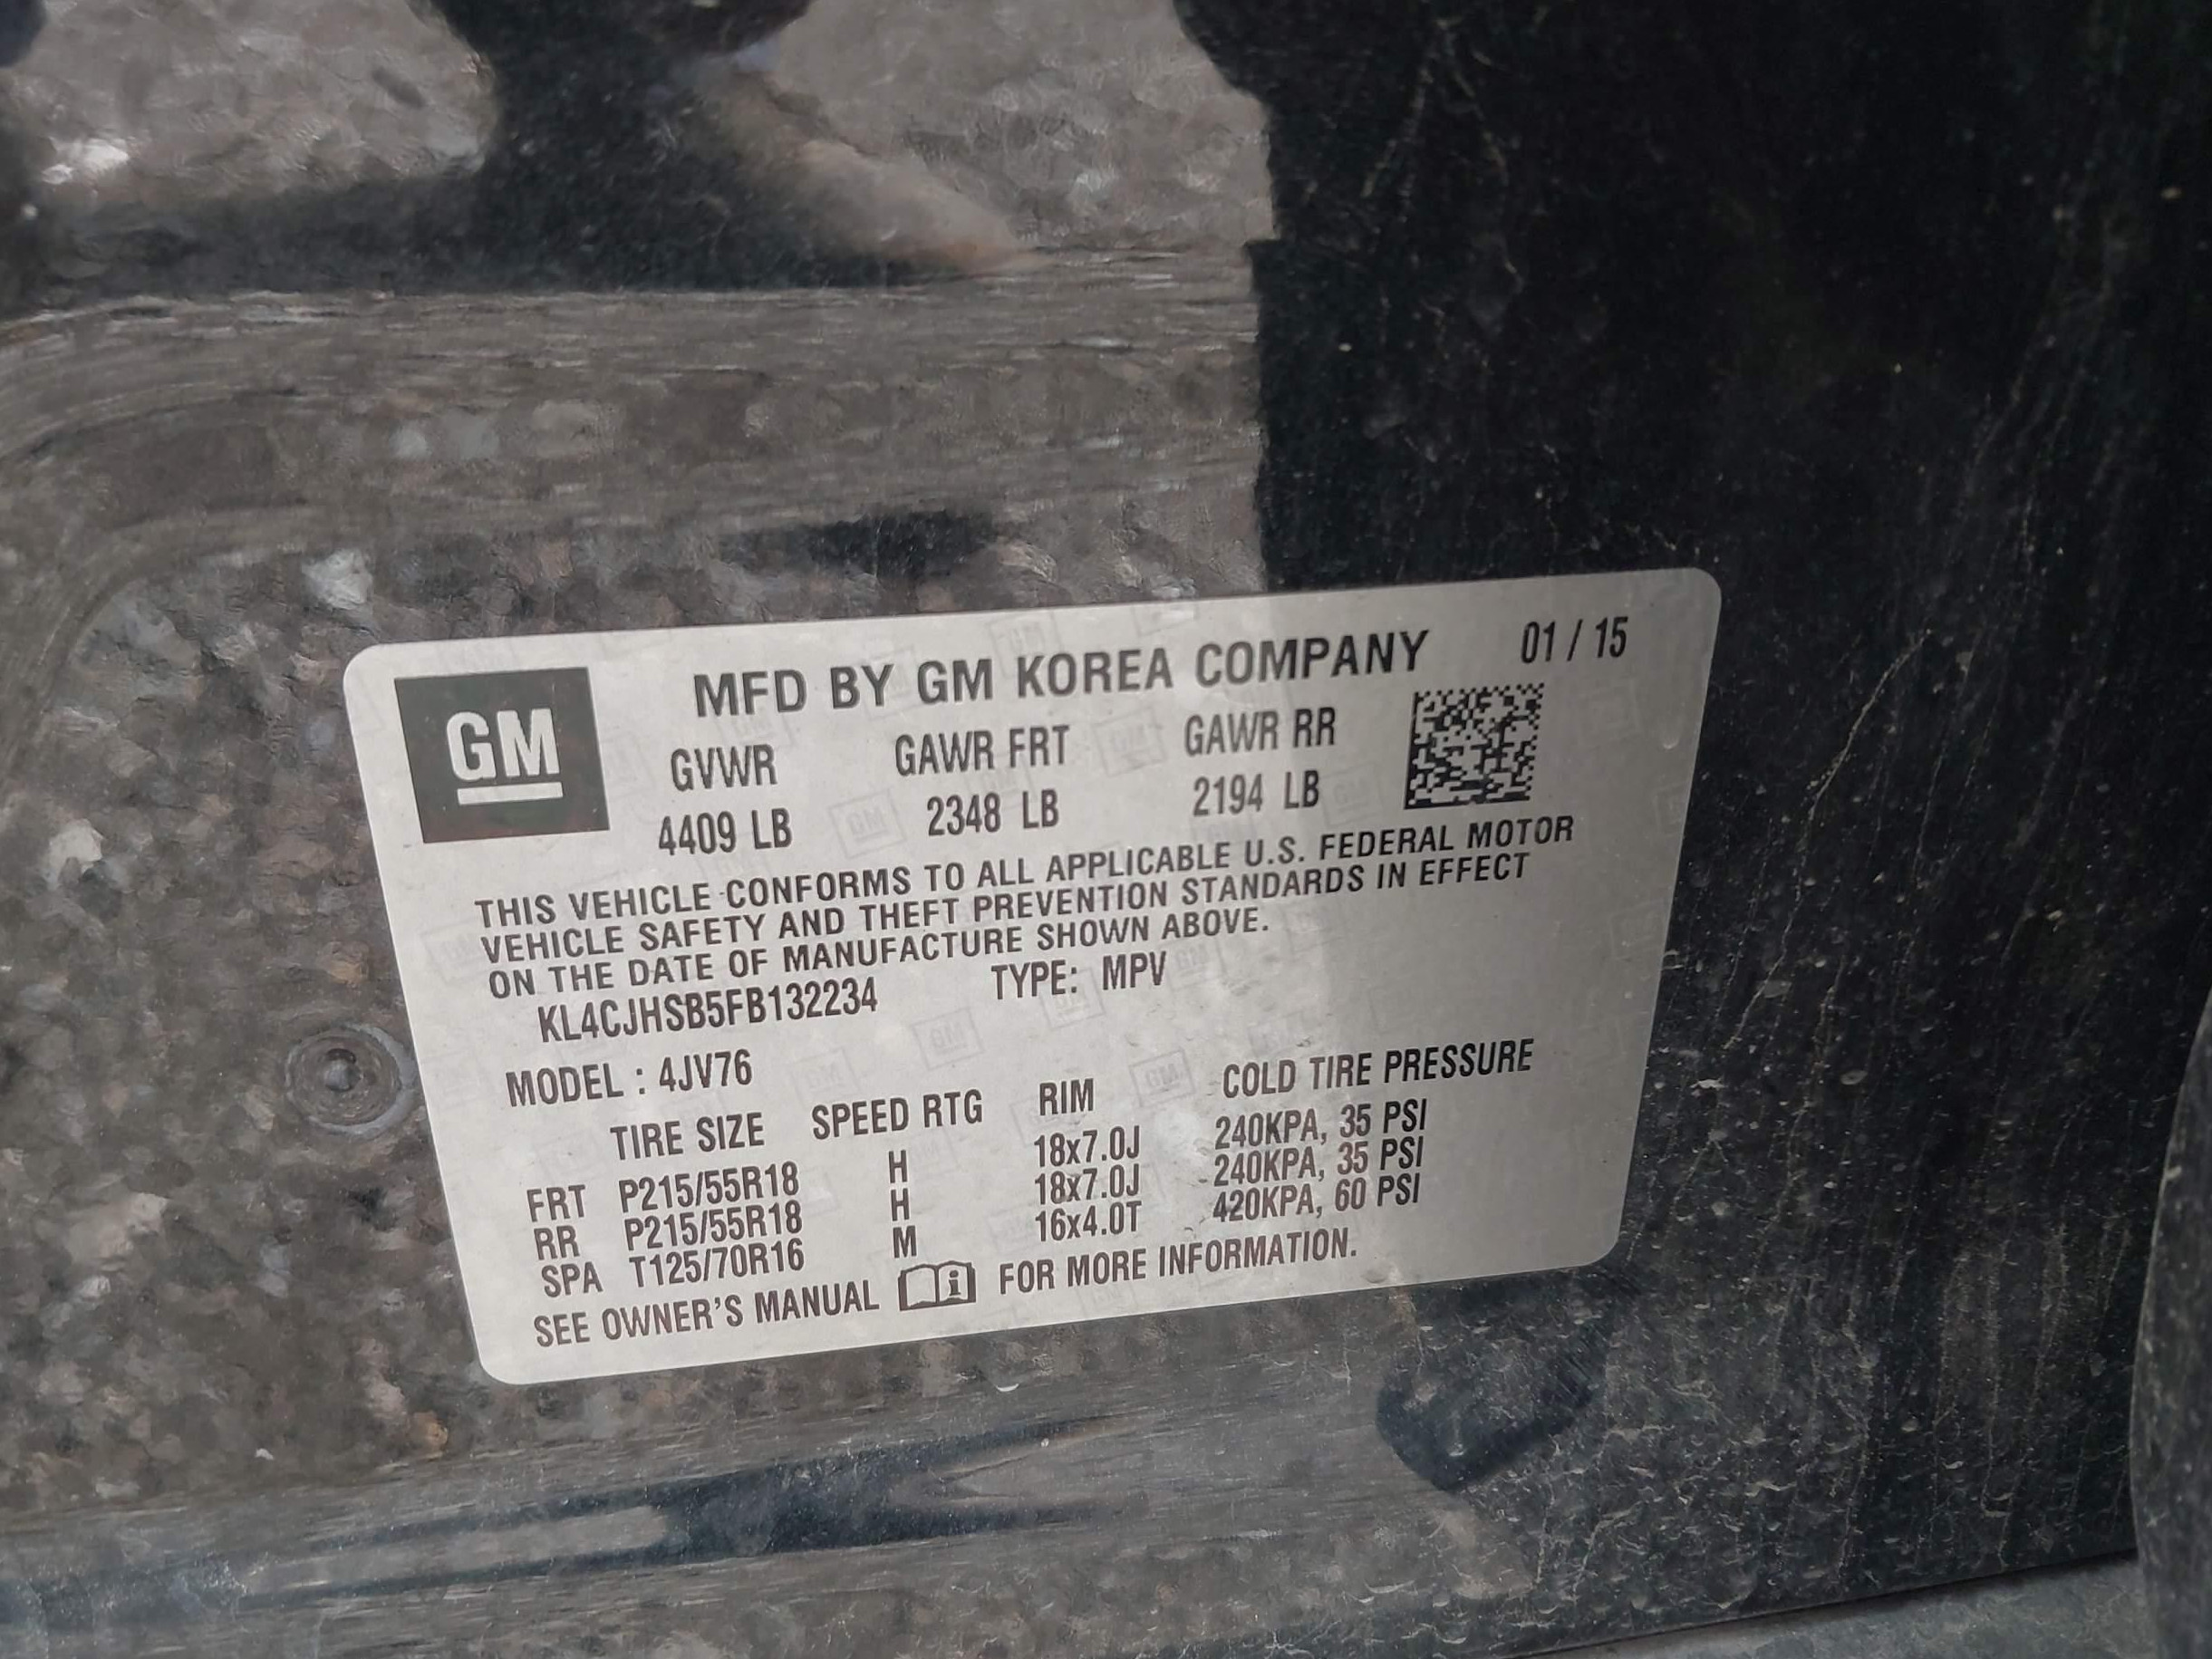 GM
MFD BY GM KOREA COMPANY 01 / 15
GVWR GAWR FRT GAWR RR
4409 LB 2348 LB 2194 LB
THIS VEHICLE CONFORMS TO ALL APPLICABLE U.S. FEDERAL MOTOR
VEHICLE SAFETY AND THEFT PREVENTION STANDARDS IN EFFECT
ON THE DATE OF MANUFACTURE SHOWN ABOVE.
KL4CJHSB5FB132234 TYPE: MPV
MODEL : 4JV76
TIRE SIZE SPEED RTG RIM COLD TIRE PRESSURE
FRT P215/55R18 H 18x7.0J 240KPA, 35 PSI
RR P215/55R18 H 18x7.0J 240KPA, 35 PSI
SPA T125/70R16 M 16x4.0T 420KPA, 60 PSI
SEE OWNER'S MANUAL FOR MORE INFORMATION.